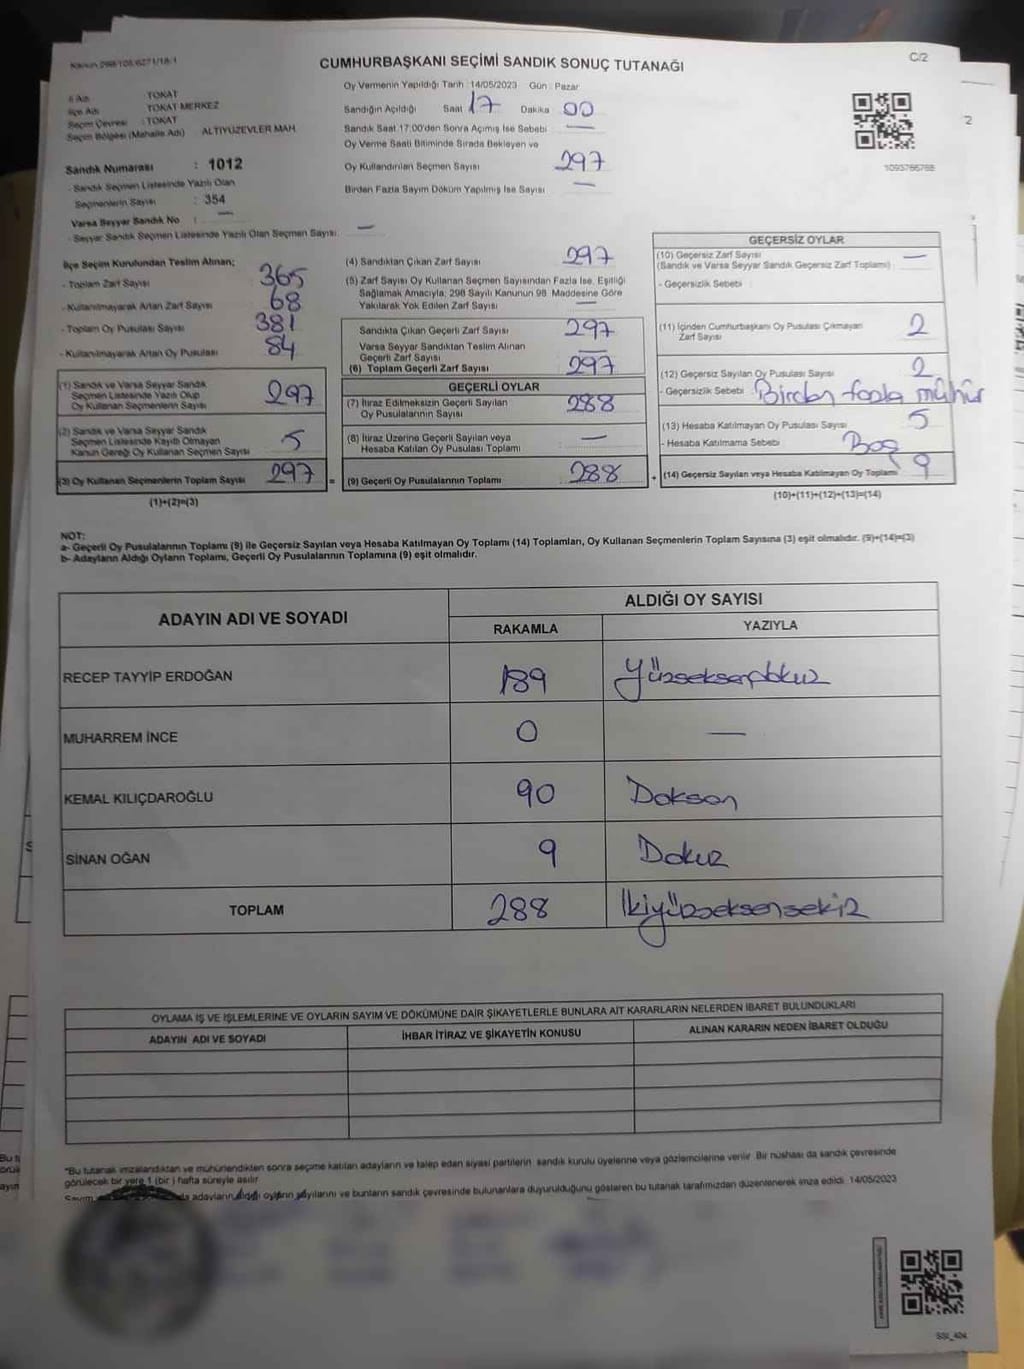 Kanun 298/105/6271/18/1
C/2
CUMHURBAŞKANI SEÇİMİ SANDIK SONUÇ TUTANAĞI
İl Adı : TOKAT
İlçe Adı : TOKAT MERKEZ
Seçim Çevresi : TOKAT
Seçim Bölgesi (Mahalle Adı) ALTIYÜZEVLER MAH.
Oy Vermenin Yapıldığı Tarih : 14/05/2023 Gün : Pazar
Sandığın Açıldığı Saat 17 Dakika 00
Sandık Saat 17:00'den Sonra Açılmış İse Sebebi —
Oy Verme Saati Bitiminde Sırada Bekleyen ve
Oy Kullandırılan Seçmen Sayısı 297
Birden Fazla Sayım Döküm Yapılmış İse Sayısı —
2
1093766768
Sandık Numarası : 1012
- Sandık Seçmen Listesinde Yazılı Olan
Seçmenlerin Sayısı : 354
Varsa Seyyar Sandık No : —
- Seyyar Sandık Seçmen Listesinde Yazılı Olan Seçmen Sayısı —
İlçe Seçim Kurulundan Teslim Alınan;
- Toplam Zarf Sayısı : 365
- Kullanılmayarak Artan Zarf Sayısı 68
- Toplam Oy Pusulası Sayısı 381
- Kullanılmayarak Artan Oy Pusulası 84
(1) Sandık ve Varsa Seyyar Sandık
Seçmen Listesinde Yazılı Olup
Oy Kullanan Seçmenlerin Sayısı 297
(2) Sandık ve Varsa Seyyar Sandık
Seçmen Listesinde Kayıtlı Olmayan
Kanun Gereği Oy Kullanan Seçmen Sayısı 5
(3) Oy Kullanan Seçmenlerin Toplam Sayısı 297
(1)+(2)=(3)
=
(4) Sandıktan Çıkan Zarf Sayısı 297
(5) Zarf Sayısı Oy Kullanan Seçmen Sayısından Fazla İse, Eşitliği
Sağlamak Amacıyla; 298 Sayılı Kanunun 98. Maddesine Göre
Yakılarak Yok Edilen Zarf Sayısı —
Sandıkta Çıkan Geçerli Zarf Sayısı 297
Varsa Seyyar Sandıktan Teslim Alınan
Geçerli Zarf Sayısı —
(6) Toplam Geçerli Zarf Sayısı 297
GEÇERLİ OYLAR
(7) İtiraz Edilmeksizin Geçerli Sayılan
Oy Pusulalarının Sayısı 288
(8) İtiraz Üzerine Geçerli Sayılan veya
Hesaba Katılan Oy Pusulası Toplamı —
(9) Geçerli Oy Pusulalarının Toplamı 288
+
GEÇERSİZ OYLAR
(10) Geçersiz Zarf Sayısı —
(Sandık ve Varsa Seyyar Sandık Geçersiz Zarf Toplamı)
- Geçersizlik Sebebi :
(11) İçinden Cumhurbaşkanı Oy Pusulası Çıkmayan
Zarf Sayısı 2
(12) Geçersiz Sayılan Oy Pusulası Sayısı 2
- Geçersizlik Sebebi : Birden fazla mühür
(13) Hesaba Katılmayan Oy Pusulası Sayısı 5
- Hesaba Katılmama Sebebi : Boş
(14) Geçersiz Sayılan veya Hesaba Katılmayan Oy Toplamı 9
(10)+(11)+(12)+(13)=(14)
NOT:
a- Geçerli Oy Pusulalarının Toplamı (9) ile Geçersiz Sayılan veya Hesaba Katılmayan Oy Toplamı (14) Toplamları, Oy Kullanan Seçmenlerin Toplam Sayısına (3) eşit olmalıdır. (9)+(14)=(3)
b- Adayların Aldığı Oyların Toplamı, Geçerli Oy Pusulalarının Toplamına (9) eşit olmalıdır.
ADAYIN ADI VE SOYADI
ALDIĞI OY SAYISI
RAKAMLA YAZIYLA
RECEP TAYYİP ERDOĞAN 189 Yüzseksendokuz
MUHARREM İNCE 0 —
KEMAL KILIÇDAROĞLU 90 Doksan
SİNAN OĞAN 9 Dokuz
TOPLAM 288 İkiyüzseksensekiz
OYLAMA İŞ VE İŞLEMLERİNE VE OYLARIN SAYIM VE DÖKÜMÜNE DAİR ŞİKAYETLERLE BUNLARA AİT KARARLARIN NELERDEN İBARET BULUNDUKLARI
ADAYIN ADI VE SOYADI İHBAR İTİRAZ VE ŞİKAYETİN KONUSU ALINAN KARARIN NEDEN İBARET OLDUĞU
"Bu tutanak imzalandıktan ve mühürlendikten sonra seçime katılan adayların ve talep edan siyasi partilerin sandık kurulu üyelerine veya gözlemcilerine verilir. Bir nüshası da sandık çevresinde
görülecek bir yere 1 (bir) hafta süreyle asılır.
Sayım adayların aldığı oyların sayılarını ve bunların sandık çevresinde bulunanlara duyurulduğunu gösteren bu tutanak tarafımızdan düzenlenerek imza edildi. 14/05/2023
SSI_404